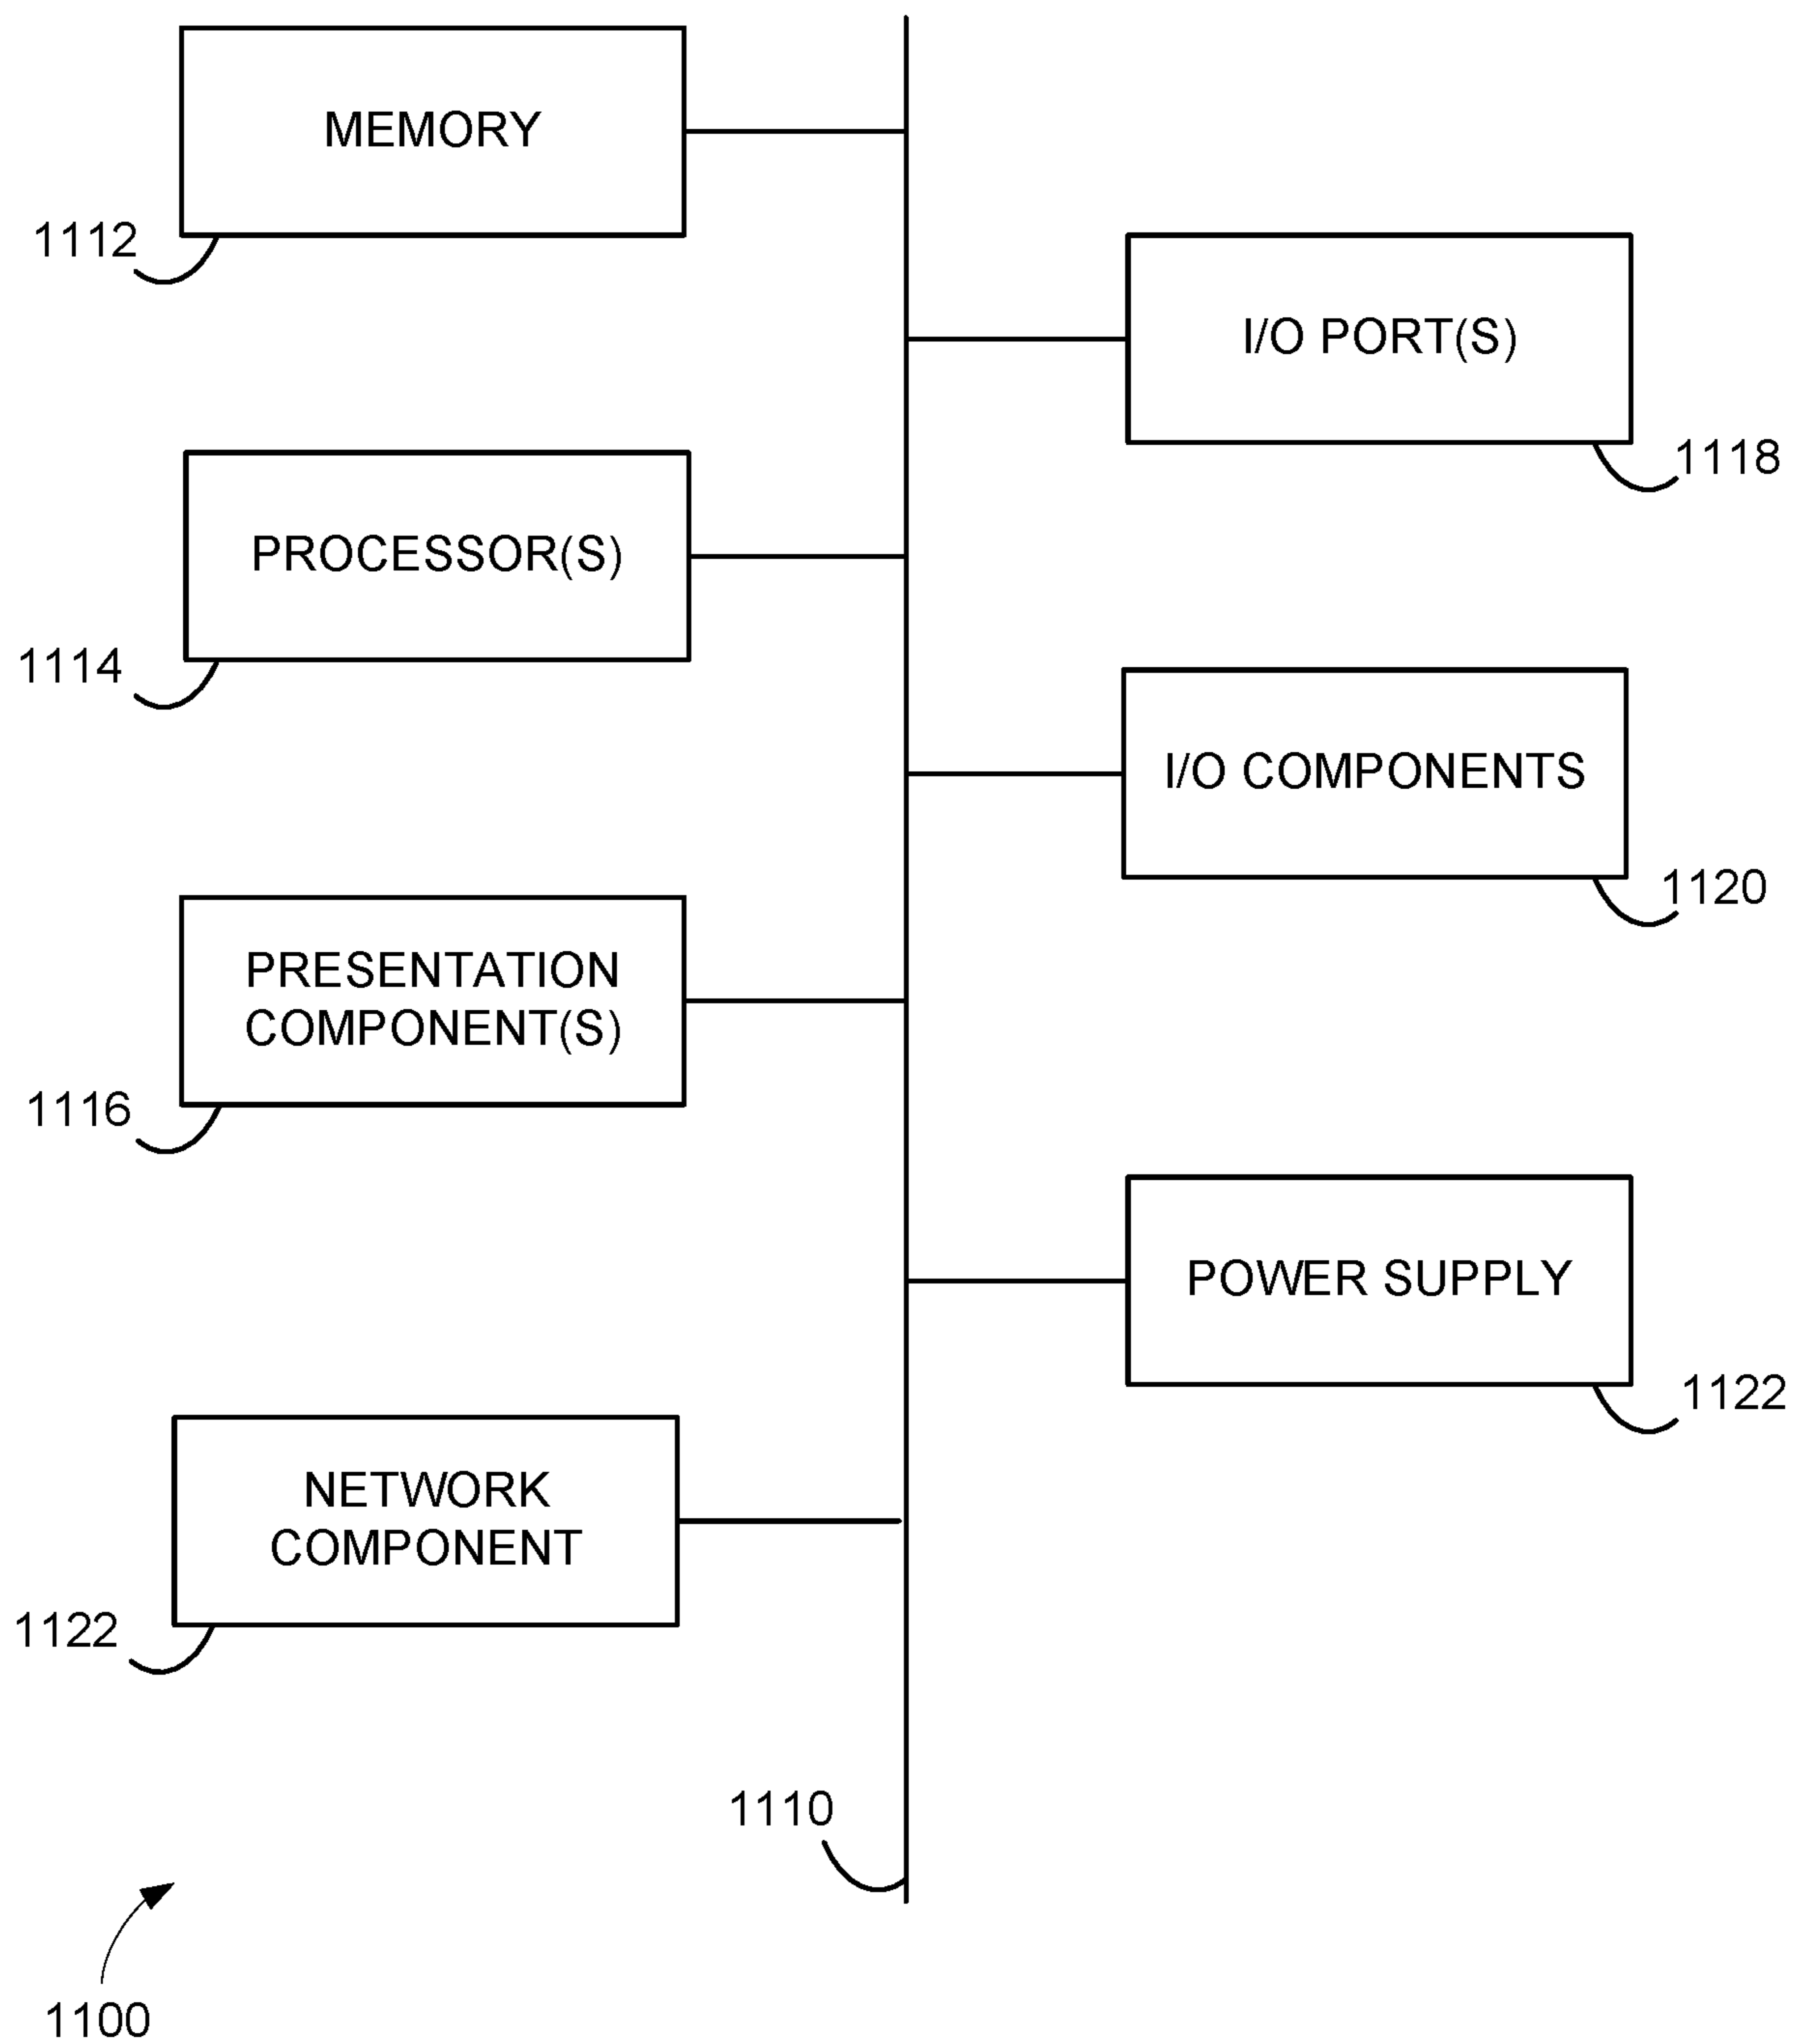 MEMORY
1112
I/O PORT(S)
1118
PROCESSOR(S)
1114
I/O COMPONENTS
1120
PRESENTATION
COMPONENT(S)
1116
POWER SUPPLY
1122
NETWORK
COMPONENT
1122
1110
1100